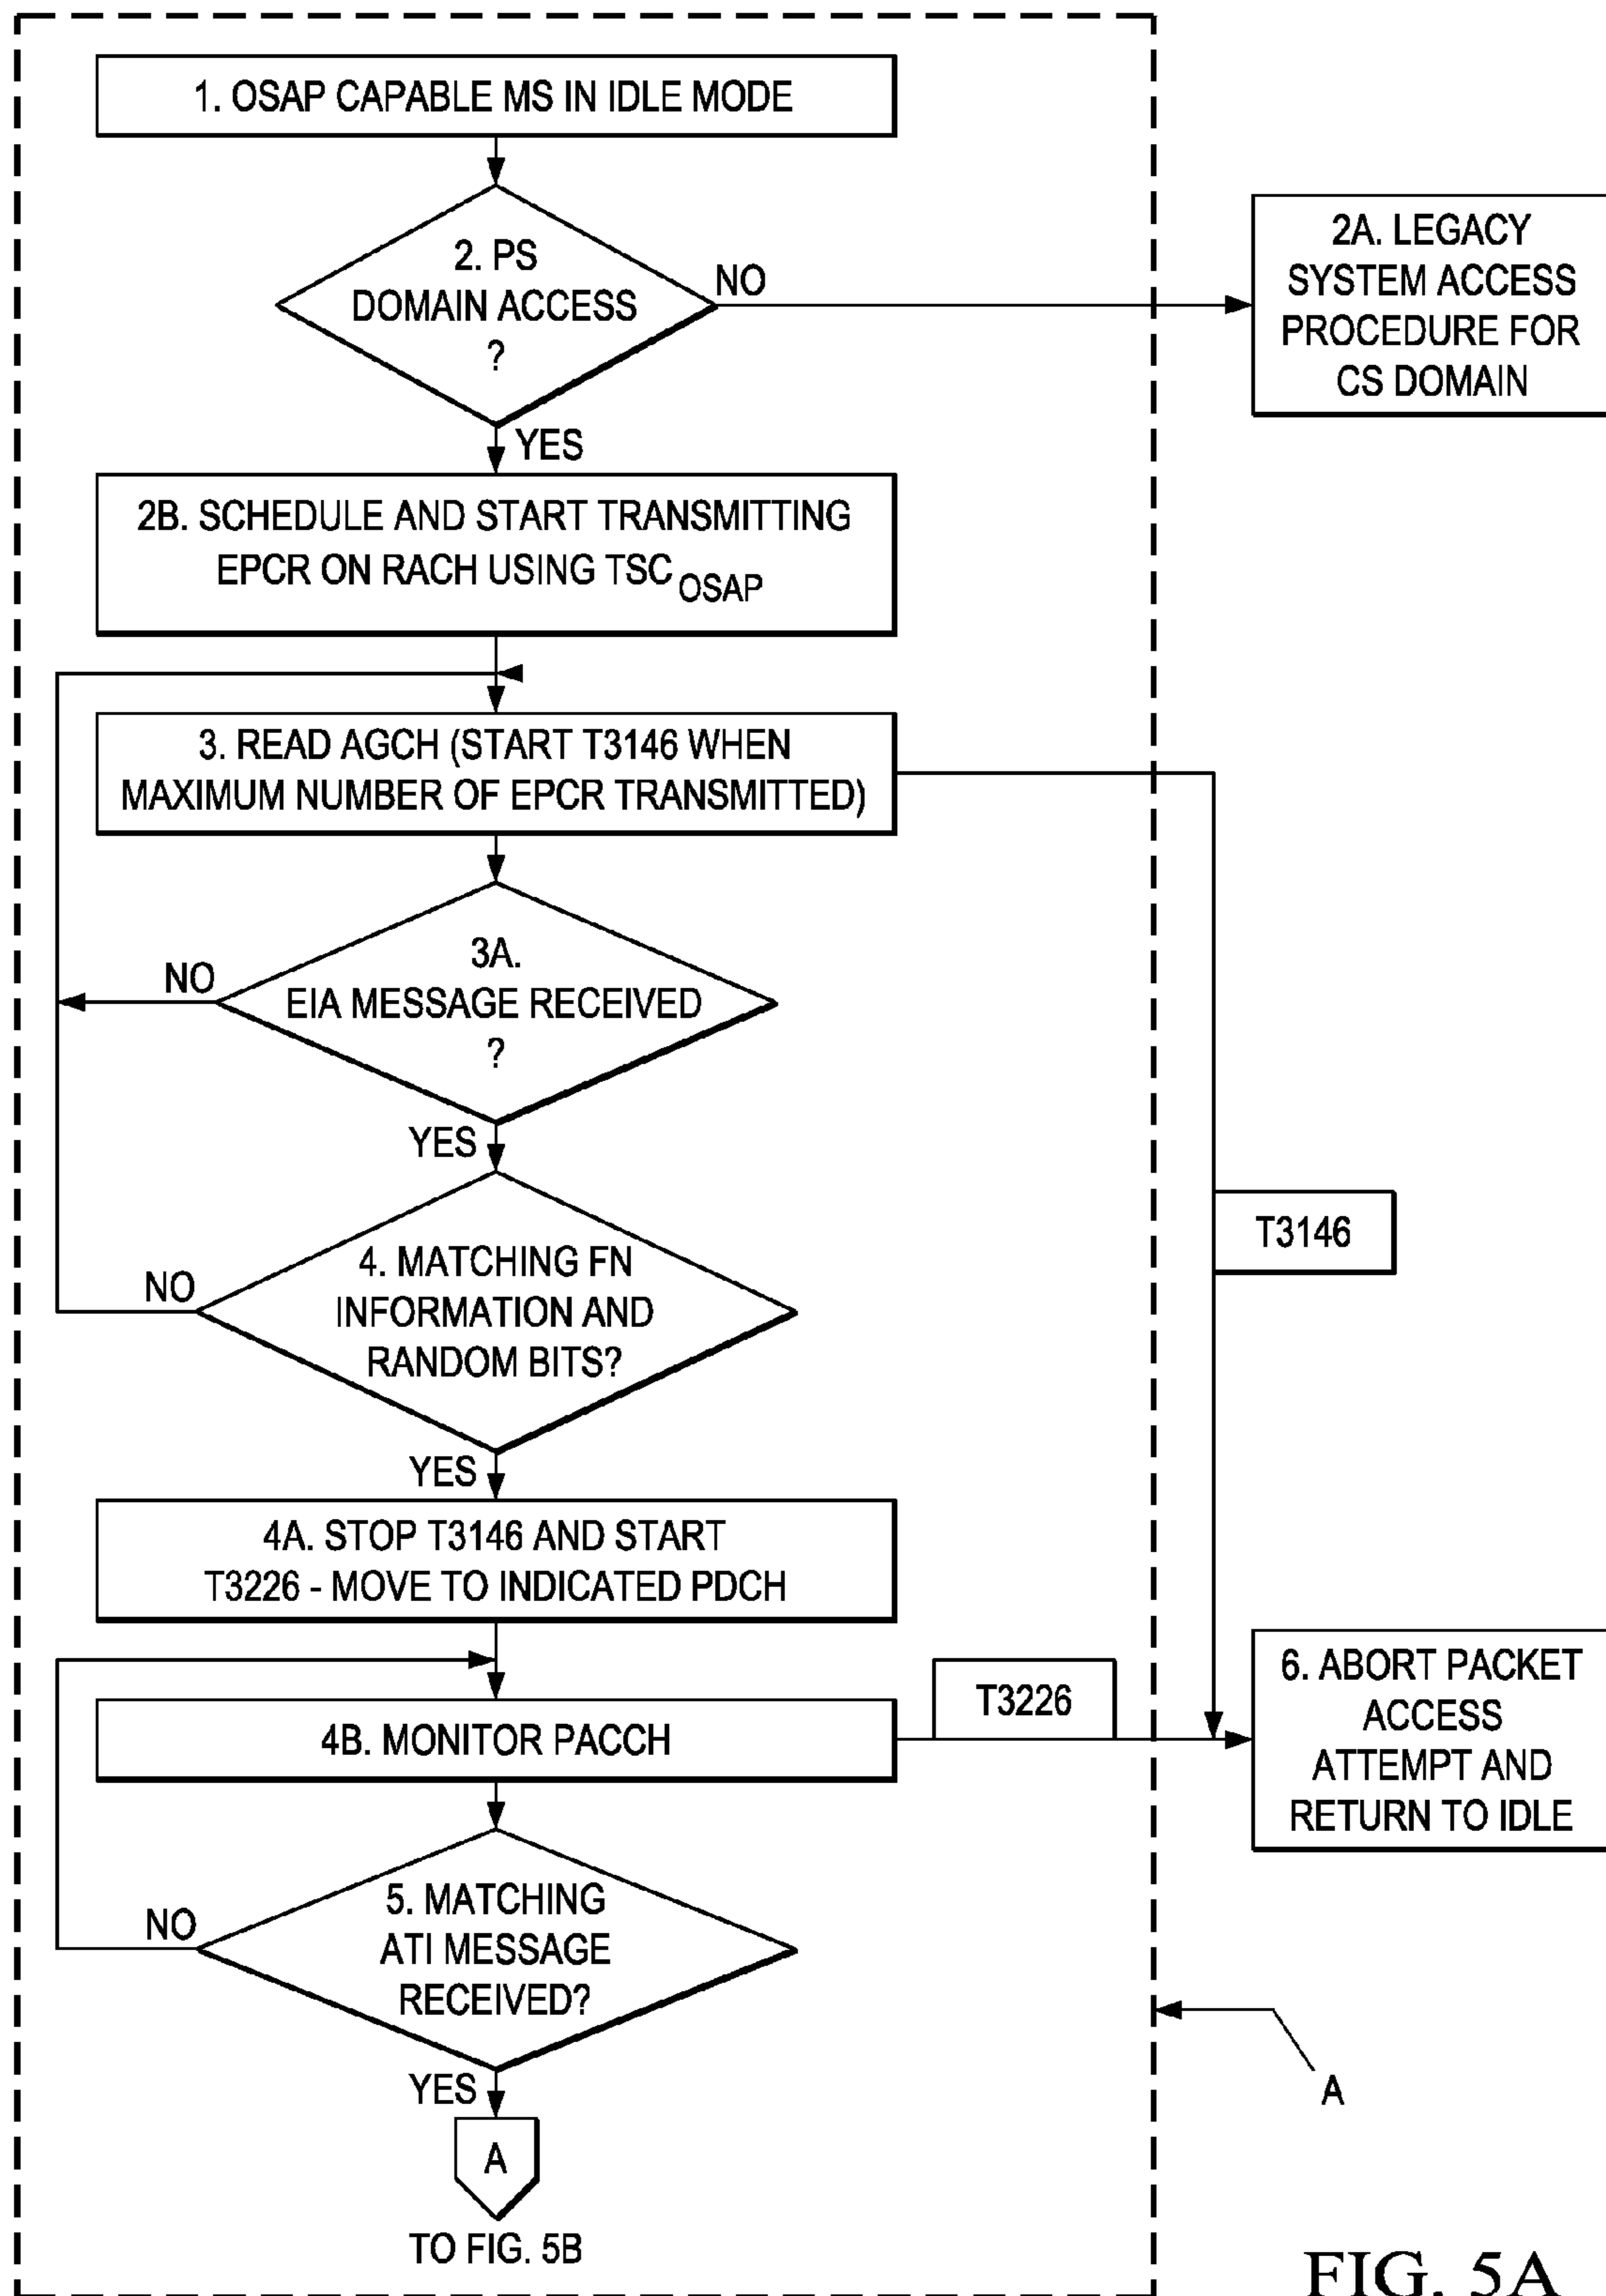 1. OSAP CAPABLE MS IN IDLE MODE
2. PS
DOMAIN ACCESS
?
NO
2A. LEGACY
SYSTEM ACCESS
PROCEDURE FOR
CS DOMAIN
YES
2B. SCHEDULE AND START TRANSMITTING
EPCR ON RACH USING TSC OSAP
3. READ AGCH (START T3146 WHEN
MAXIMUM NUMBER OF EPCR TRANSMITTED)
3A.
EIA MESSAGE RECEIVED
?
NO
YES
T3146
4. MATCHING FN
INFORMATION AND
RANDOM BITS?
NO
YES
4A. STOP T3146 AND START
T3226 - MOVE TO INDICATED PDCH
4B. MONITOR PACCH
T3226
6. ABORT PACKET
ACCESS
ATTEMPT AND
RETURN TO IDLE
5. MATCHING
ATI MESSAGE
RECEIVED?
NO
YES
A
A
TO FIG. 5B
FIG. 5A